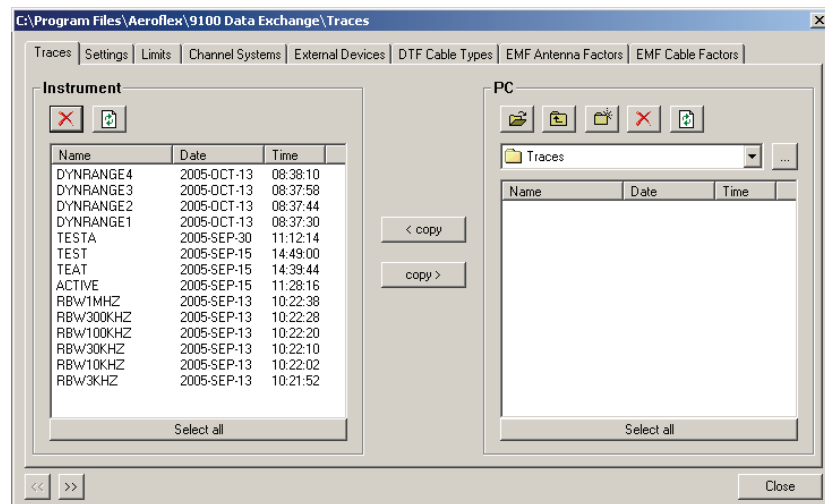 C:\Program Files\Aeroflex\9100 Data Exchange\Traces
Traces Settings Limits Channel Systems External Devices DTF Cable Types EMF Antenna Factors EMF Cable Factors
Instrument
Name Date Time
DYNRANGE4 2005-OCT-13 08:38:10
DYNRANGE3 2005-OCT-13 08:37:58
DYNRANGE2 2005-OCT-13 08:37:44
DYNRANGE1 2005-OCT-13 08:37:30
TESTA 2005-SEP-30 11:12:14
TEST 2005-SEP-15 14:49:00
TEAT 2005-SEP-15 14:39:44
ACTIVE 2005-SEP-15 11:28:16
RBW1MHZ 2005-SEP-13 10:22:38
RBW300KHZ 2005-SEP-13 10:22:28
RBW100KHZ 2005-SEP-13 10:22:20
RBW30KHZ 2005-SEP-13 10:22:10
RBW10KHZ 2005-SEP-13 10:22:02
RBW3KHZ 2005-SEP-13 10:21:52
Select all
< copy
copy >
PC
Traces ...
Name Date Time
Select all
<< >> Close